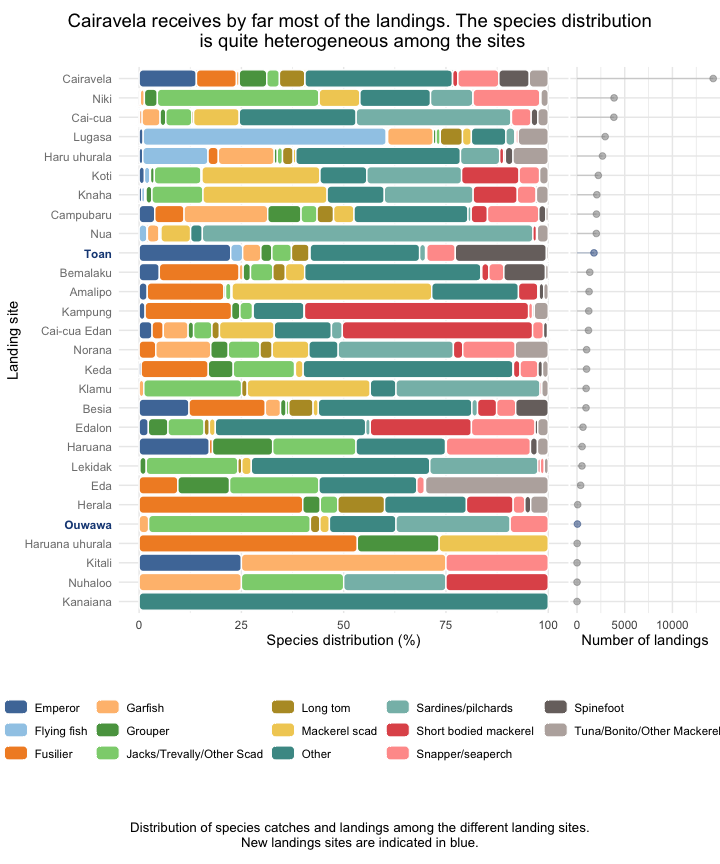 Cairavela receives by far most of the landings. The species distribution
is quite heterogeneous among the sites
Landing site
Cairavela
Niki
Cai-cua
Lugasa
Haru uhurala
Koti
Knaha
Campubaru
Nua
Toan
Bemalaku
Amalipo
Kampung
Cai-cua Edan
Norana
Keda
Klamu
Besia
Edalon
Haruana
Lekidak
Eda
Herala
Ouwawa
Haruana uhurala
Kitali
Nuhaloo
Kanaiana
0 25 50 75 100
Species distribution (%)
0 5000 10000
Number of landings
Emperor
Flying fish
Fusilier
Garfish
Grouper
Jacks/Trevally/Other Scad
Long tom
Mackerel scad
Other
Sardines/pilchards
Short bodied mackerel
Snapper/seaperch
Spinefoot
Tuna/Bonito/Other Mackerel
Distribution of species catches and landings among the different landing sites.
New landings sites are indicated in blue.